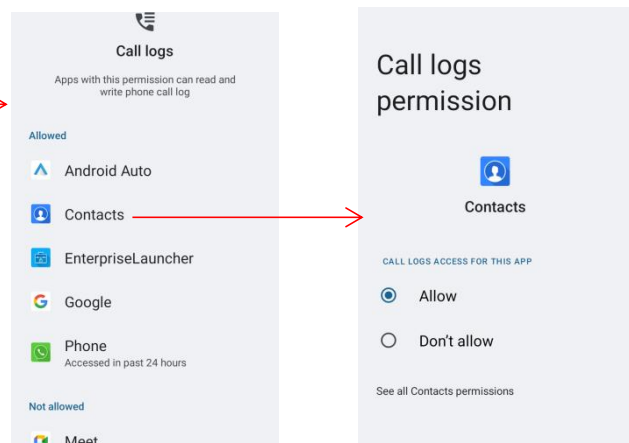 Call logs
Apps with this permission can read and
write phone call log
Allowed
Android Auto
Contacts
EnterpriseLauncher
Google
Phone
Accessed in past 24 hours
Not allowed
Meet
Call logs
permission
Contacts
CALL LOGS ACCESS FOR THIS APP
Allow
Don't allow
See all Contacts permissions